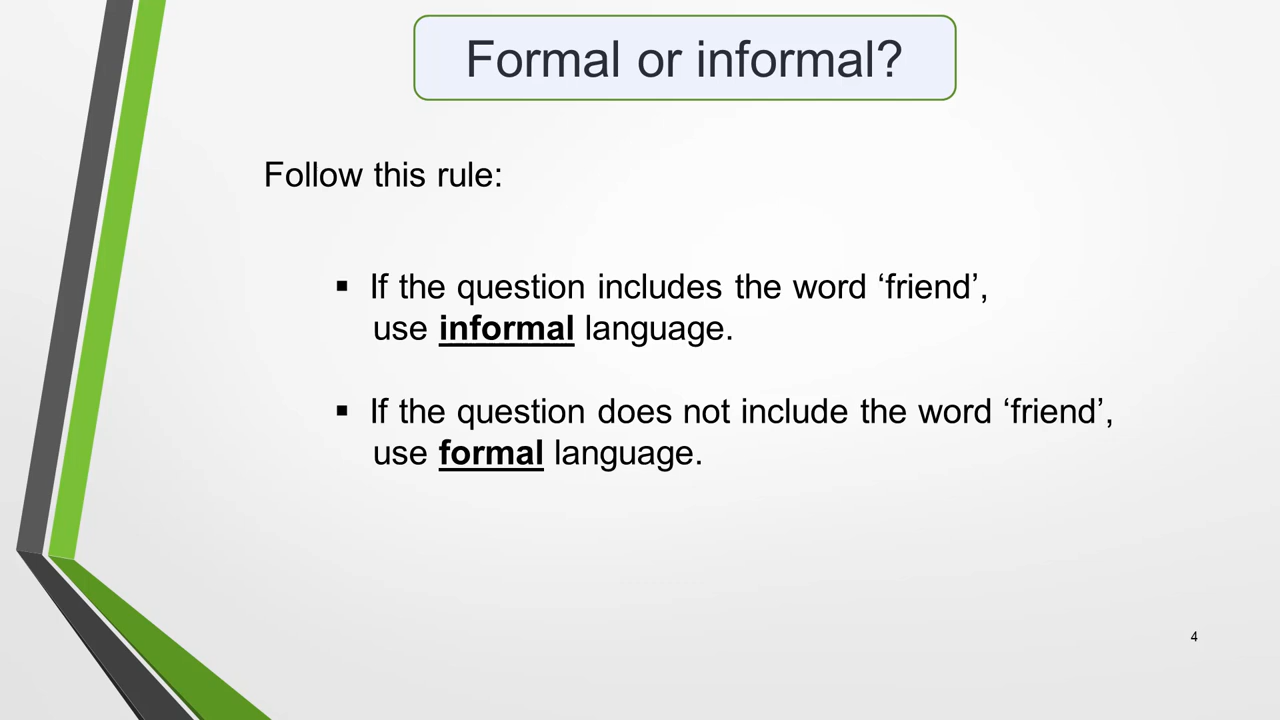 Formal or informal?
Follow this rule:
▪ If the question includes the word ‘friend’,
use informal language.
▪ If the question does not include the word ‘friend’,
use formal language.
4